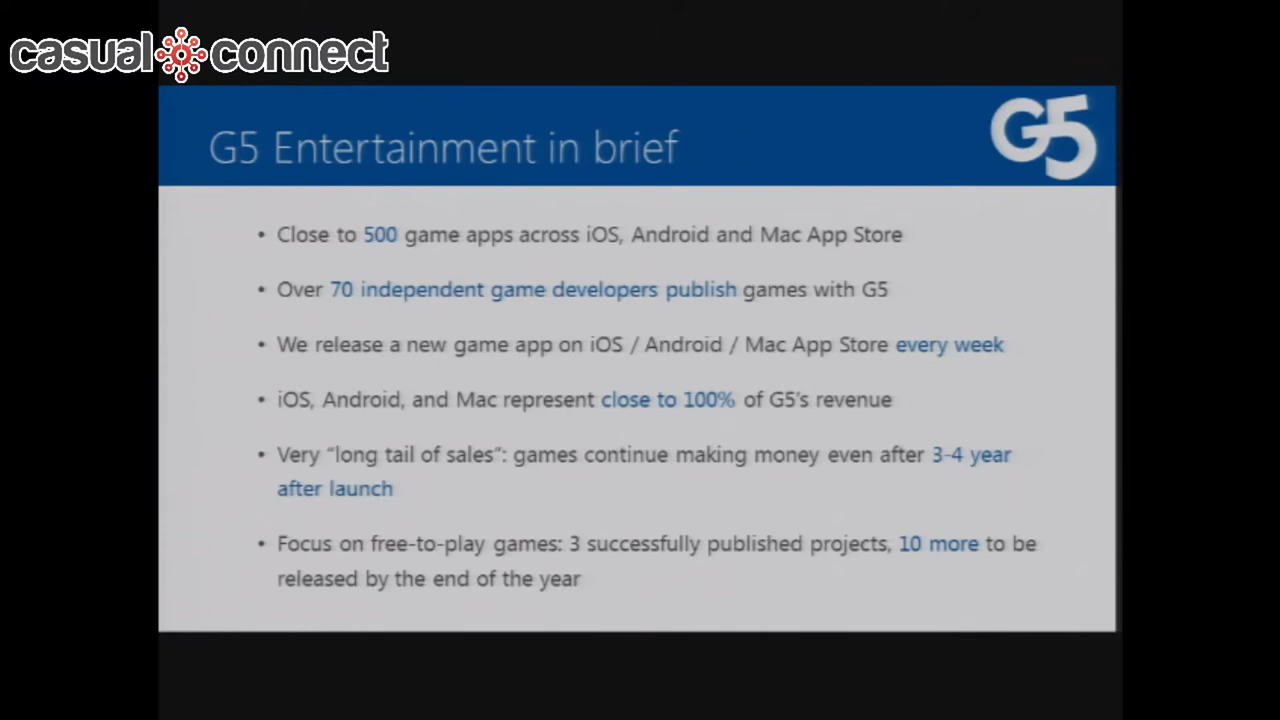 casual connect
G5 Entertainment in brief
G5
• Close to 500 game apps across iOS, Android and Mac App Store
• Over 70 independent game developers publish games with G5
• We release a new game app on iOS / Android / Mac App Store every week
• iOS, Android, and Mac represent close to 100% of G5's revenue
• Very "long tail of sales": games continue making money even after 3-4 year
after launch
• Focus on free-to-play games: 3 successfully published projects, 10 more to be
released by the end of the year